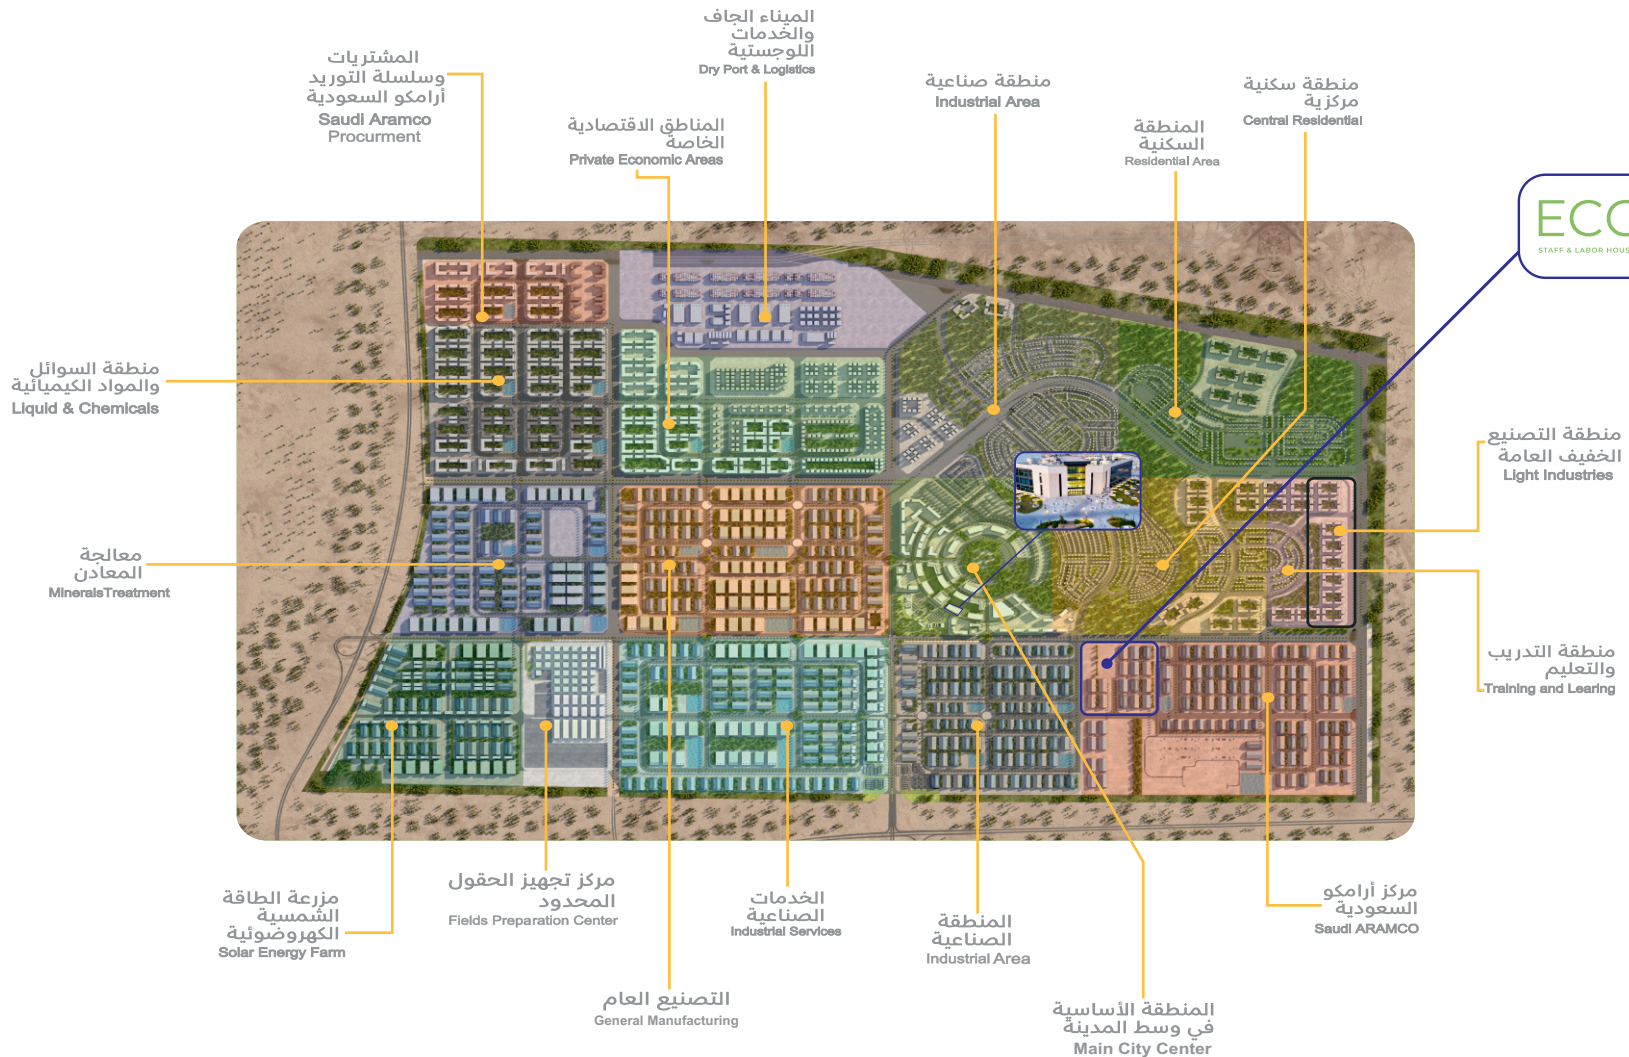 الميناء الجاف
والخدمات
اللوجستية
Dry Port & Logistics
المشتريات
وسلسلة التوريد
أرامكو السعودية
Saudi Aramco
Procurment
المناطق الاقتصادية
الخاصة
Private Economic Areas
منطقة صناعية
Industrial Area
المنطقة
السكنية
Residential Area
منطقة سكنية
مركزية
Central Residential
STAFF & LABOR
منطقة السوائل
والمواد الكيميائية
Liquid & Chemicals
منطقة التصنيع
الخفيف العامة
Light Industries
معالجة
المعادن
MineralsTreatment
منطقة التدريب
والتعليم
Training and Learing
مزرعة الطاقة
الشمسية
الكهروضوئية
Solar Energy Farm
مركز تجهيز الحقول
المحدود
Fields Preparation Center
الخدمات
الصناعية
Industrial Services
المنطقة
الصناعية
Industrial Area
مركز أرامكو
السعودية
Saudi ARAMCO
التصنيع العام
General Manufacturing
المنطقة الأساسية
في وسط المدينة
Main City Center